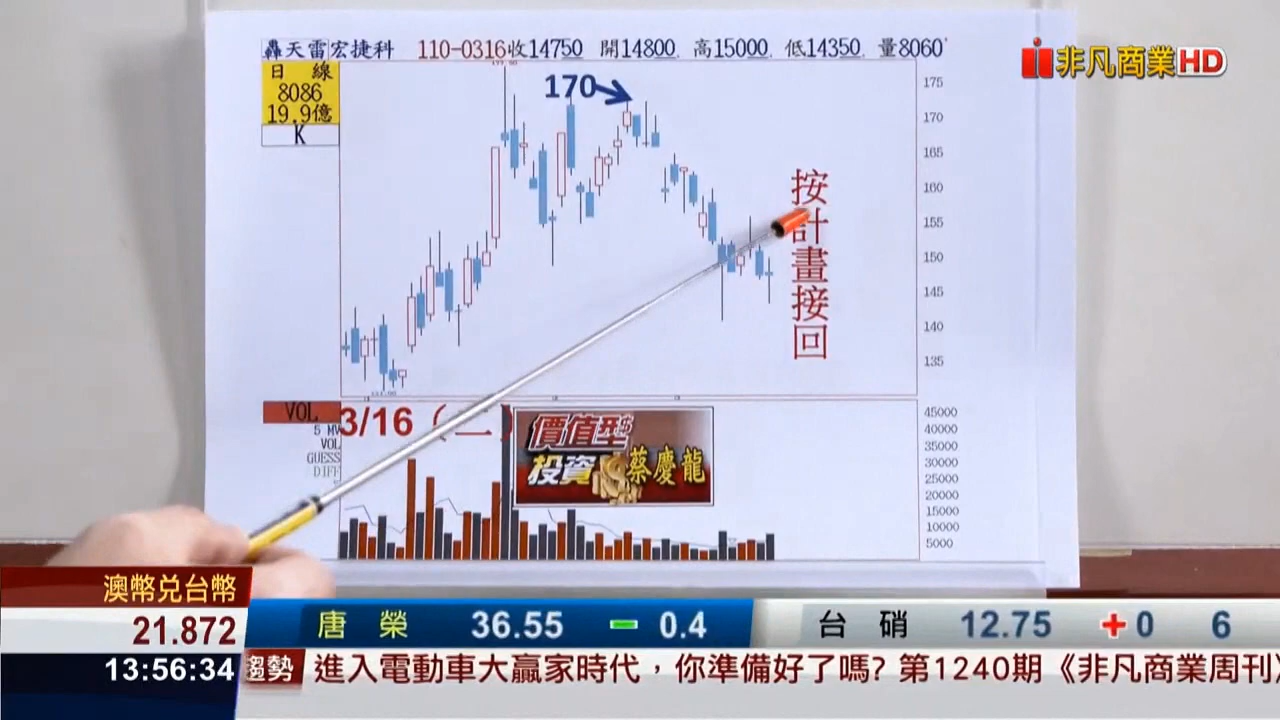 轟天雷宏捷科 110-0316收14750 開14800 高15000 低14350 量8060
非凡商業HD
日 線
8086
19.9億
K
170
175
170
165
160
155
150
145
140
135
按計畫接回
VOL
3/16 (二)
5 MV
VOL
GUESS
DIFF
45000
40000
35000
30000
25000
20000
15000
10000
5000
價值型
投資
蔡慶龍
澳幣兌台幣
21.872
13:56:34
唐榮 36.55 - 0.4
台硝 12.75 +0 6
趨勢 進入電動車大贏家時代，你準備好了嗎? 第1240期《非凡商業周刊》